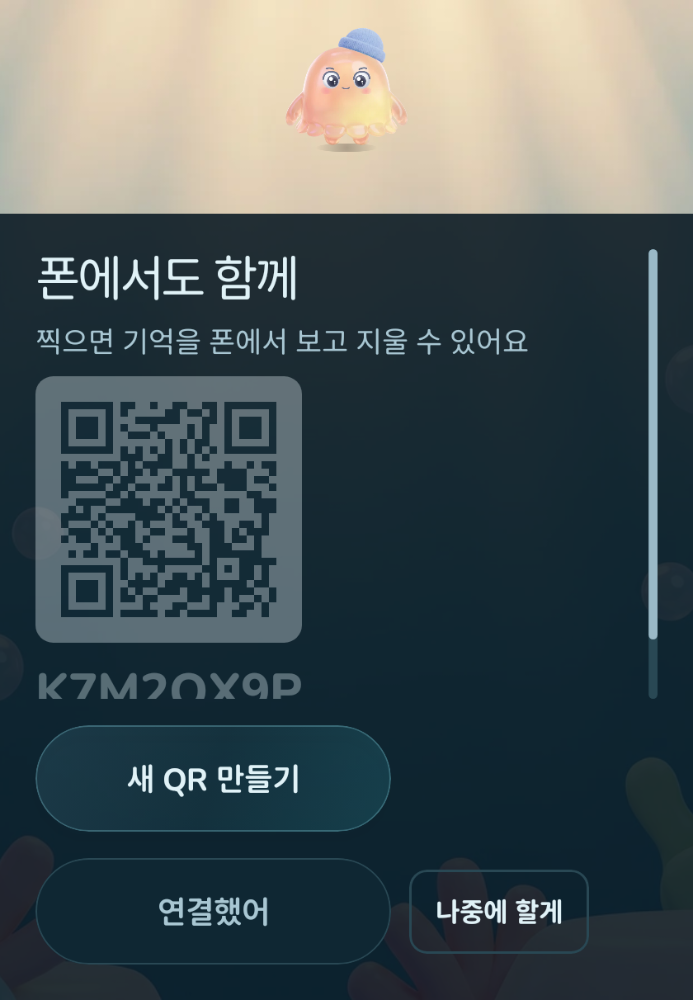 폰에서도 함께
찍으면 기억을 폰에서 보고 지울 수 있어요
K7M2QX9P
새 QR 만들기
연결했어
나중에 할게